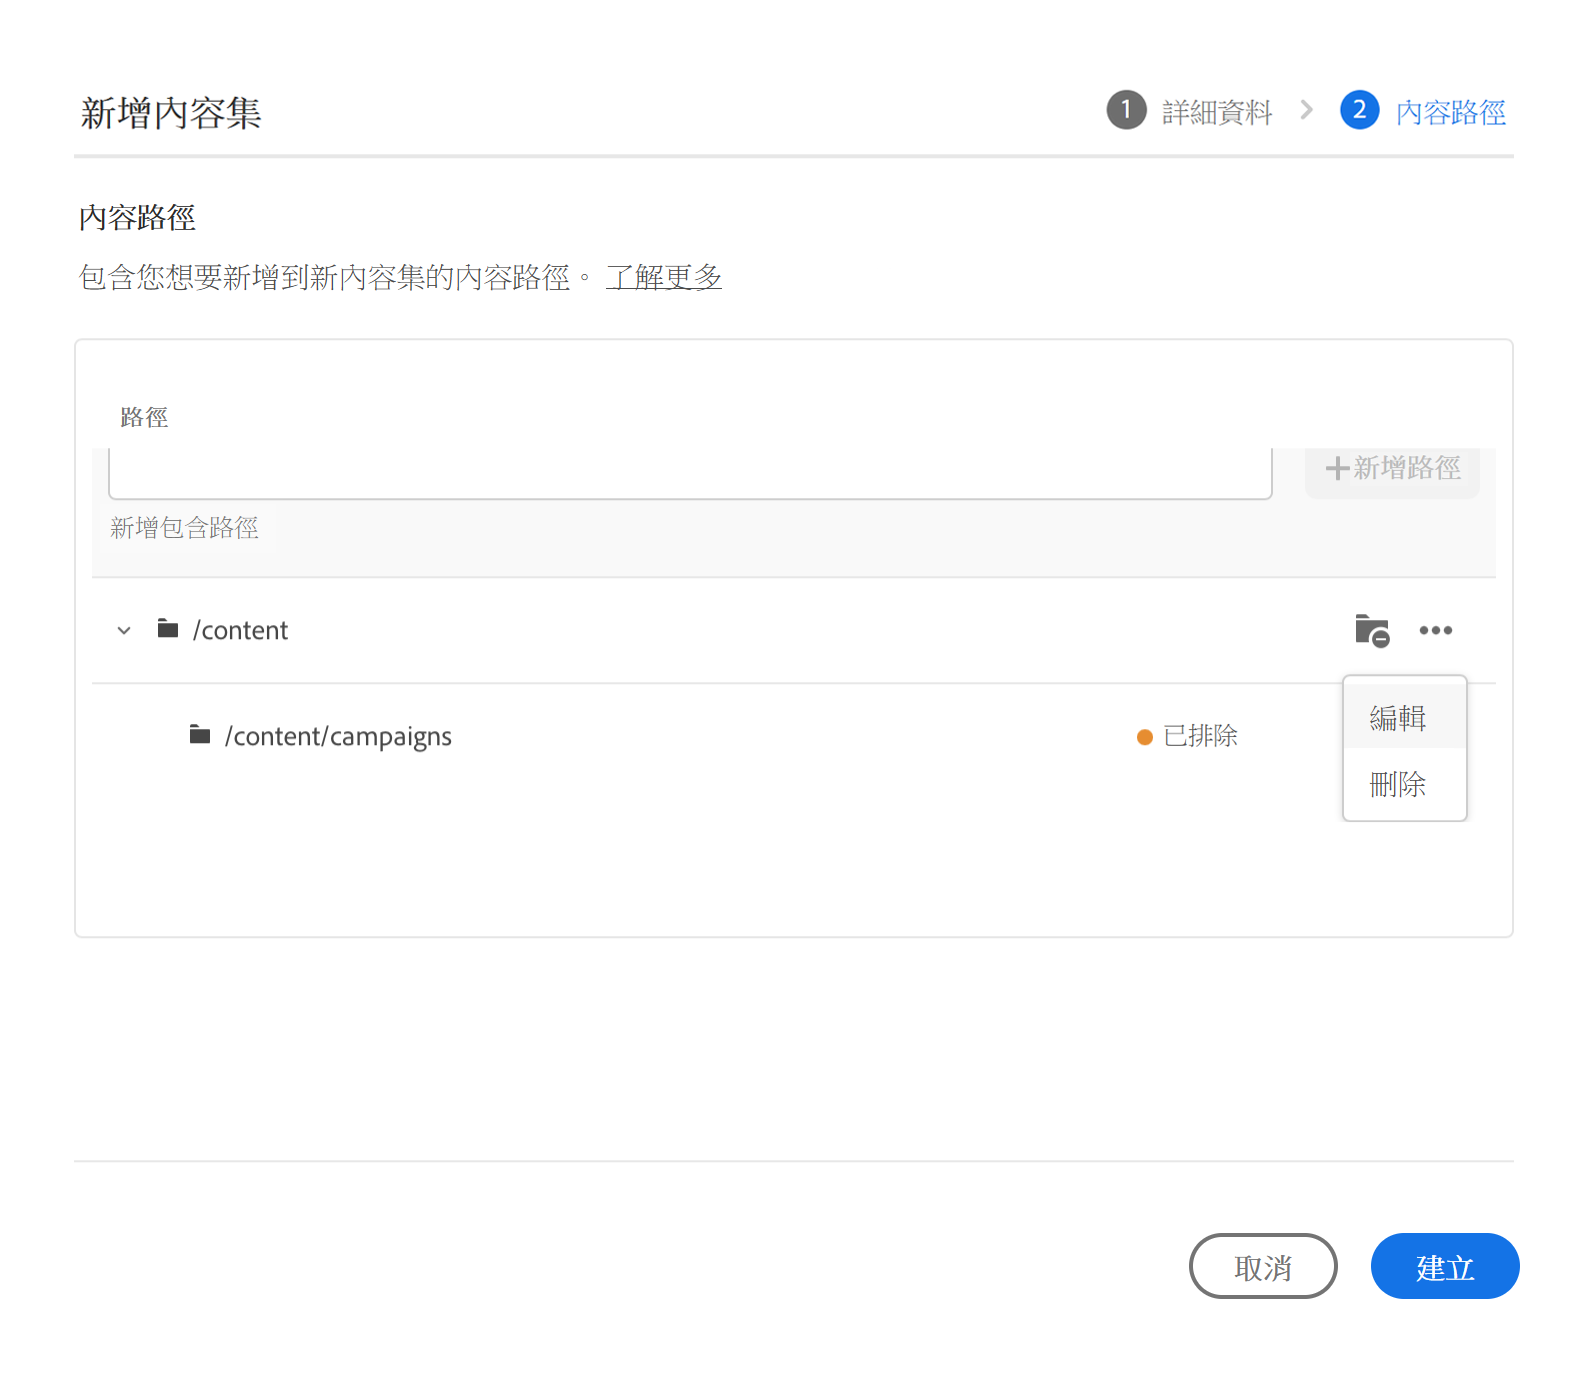 新增內容集
1 詳細資料 > 2 內容路徑
內容路徑
包含您想要新增到新內容集的內容路徑。 了解更多
路徑
+新增路徑
新增包含路徑
/content
/content/campaigns
已排除
編輯
刪除
取消
建立